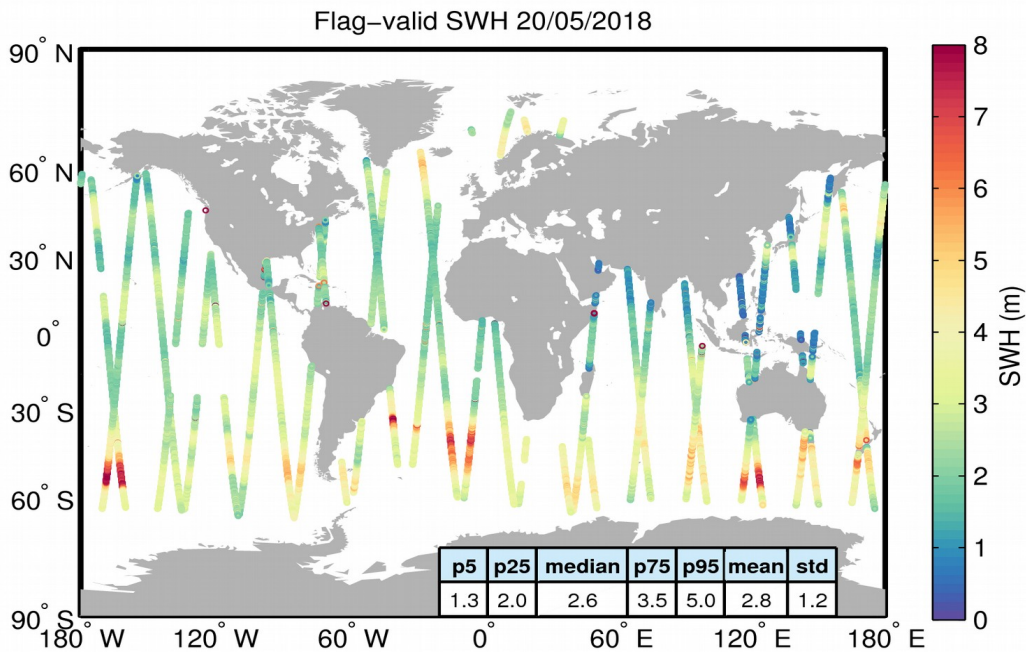 Flag–valid SWH 20/05/2018
90° N
60° N
30° N
0°
30° S
60° S
90° S
180° W
120° W
60° W
0°
60° E
120° E
180° E
p5 p25 median p75 p95 mean std
1.3 2.0 2.6 3.5 5.0 2.8 1.2
8
7
6
5
4
3
2
1
0
SWH (m)